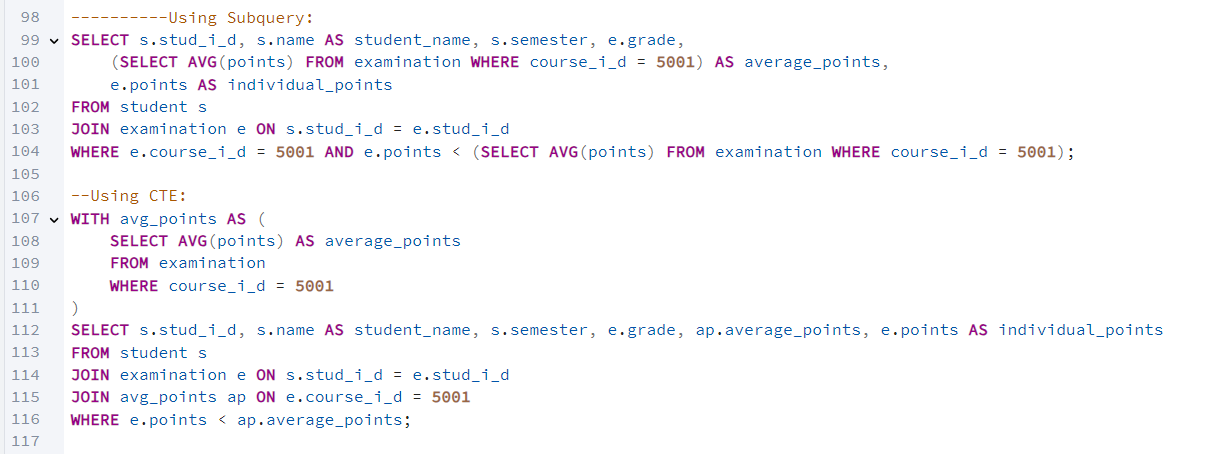 98 ----------Using Subquery:
99 SELECT s.stud_i_d, s.name AS student_name, s.semester, e.grade,
100 (SELECT AVG(points) FROM examination WHERE course_i_d = 5001) AS average_points,
101 e.points AS individual_points
102 FROM student s
103 JOIN examination e ON s.stud_i_d = e.stud_i_d
104 WHERE e.course_i_d = 5001 AND e.points < (SELECT AVG(points) FROM examination WHERE course_i_d = 5001);
105
106 --Using CTE:
107 WITH avg_points AS (
108 SELECT AVG(points) AS average_points
109 FROM examination
110 WHERE course_i_d = 5001
111 )
112 SELECT s.stud_i_d, s.name AS student_name, s.semester, e.grade, ap.average_points, e.points AS individual_points
113 FROM student s
114 JOIN examination e ON s.stud_i_d = e.stud_i_d
115 JOIN avg_points ap ON e.course_i_d = 5001
116 WHERE e.points < ap.average_points;
117